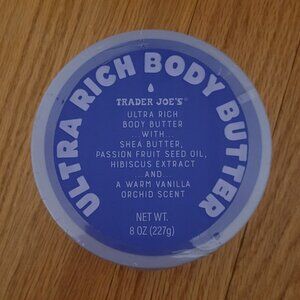 ULTRA RICH BODY BUTTER
TRADER JOE'S®
ULTRA RICH
BODY BUTTER
...WITH...
SHEA BUTTER,
PASSION FRUIT SEED OIL,
HIBISCUS EXTRACT
...AND...
A WARM VANILLA
ORCHID SCENT
NET WT.
8 OZ (227g)